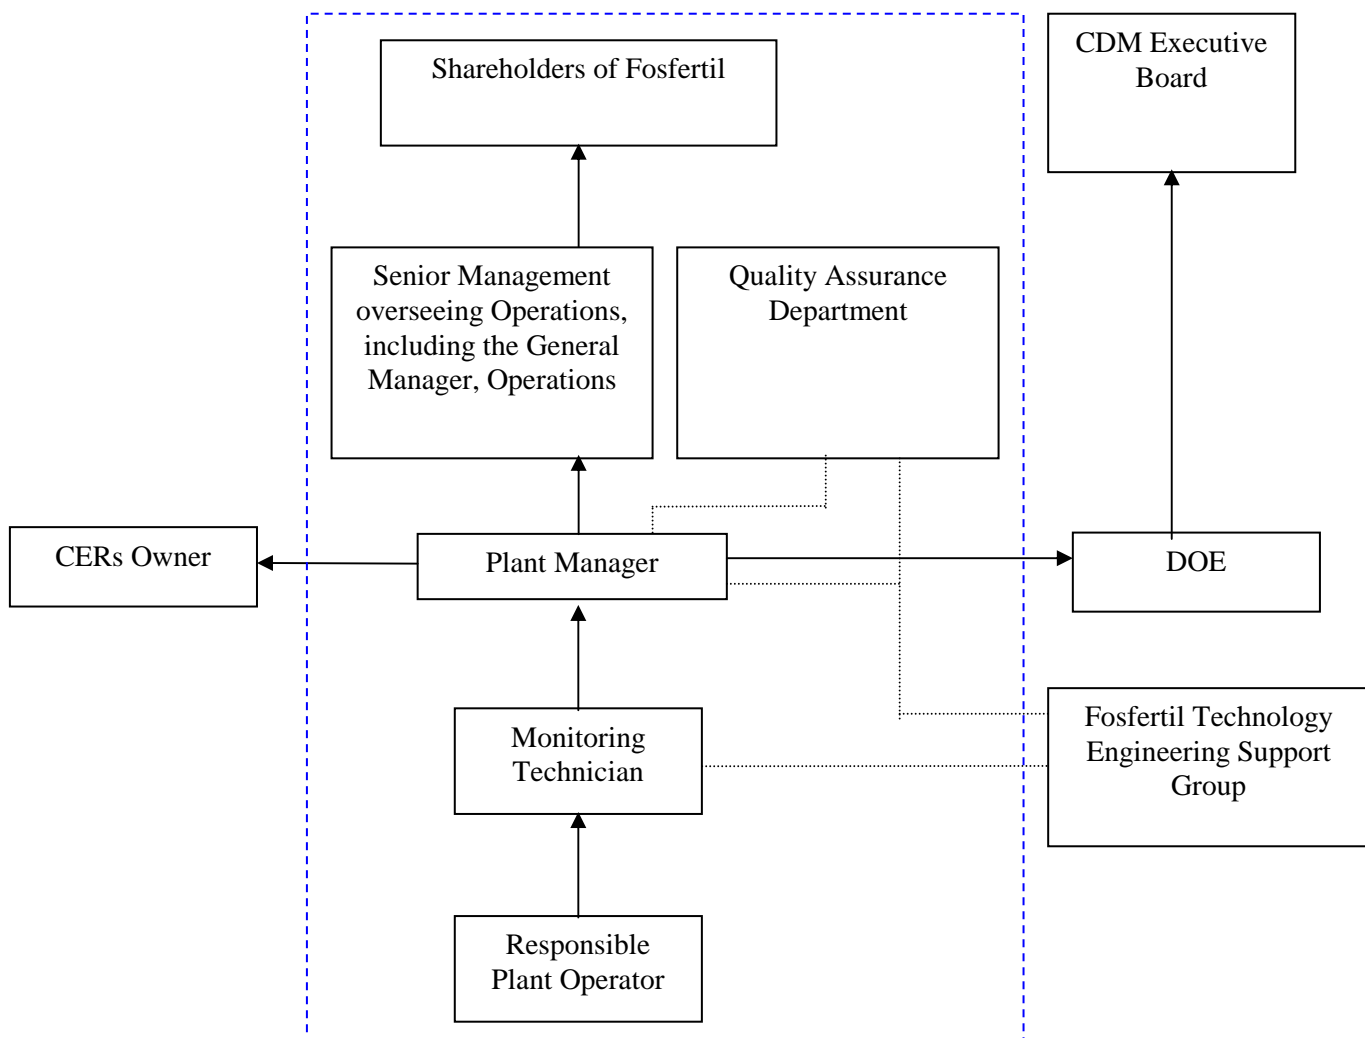 Shareholders of Fosfertil
CDM Executive
Board
Senior Management
overseeing Operations,
including the General
Manager, Operations
Quality Assurance
Department
CERs Owner
Plant Manager
DOE
Monitoring
Technician
Fosfertil Technology
Engineering Support
Group
Responsible
Plant Operator